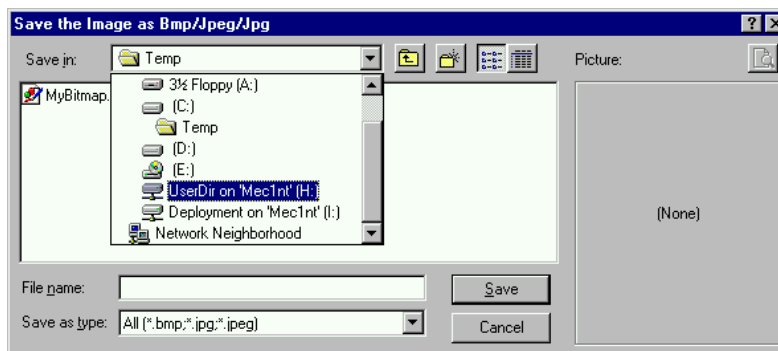 Save the Image as Bmp/Jpeg/Jpg
Save in:
Temp
Picture:
MyBitmap.
3½ Floppy (A:)
(C:)
Temp
(D:)
(E:)
UserDir on 'Mec1nt' (H:)
Deployment on 'Mec1nt' (I:)
Network Neighborhood
(None)
File name:
Save
Save as type:
All (*.bmp;*.jpg;*.jpeg)
Cancel